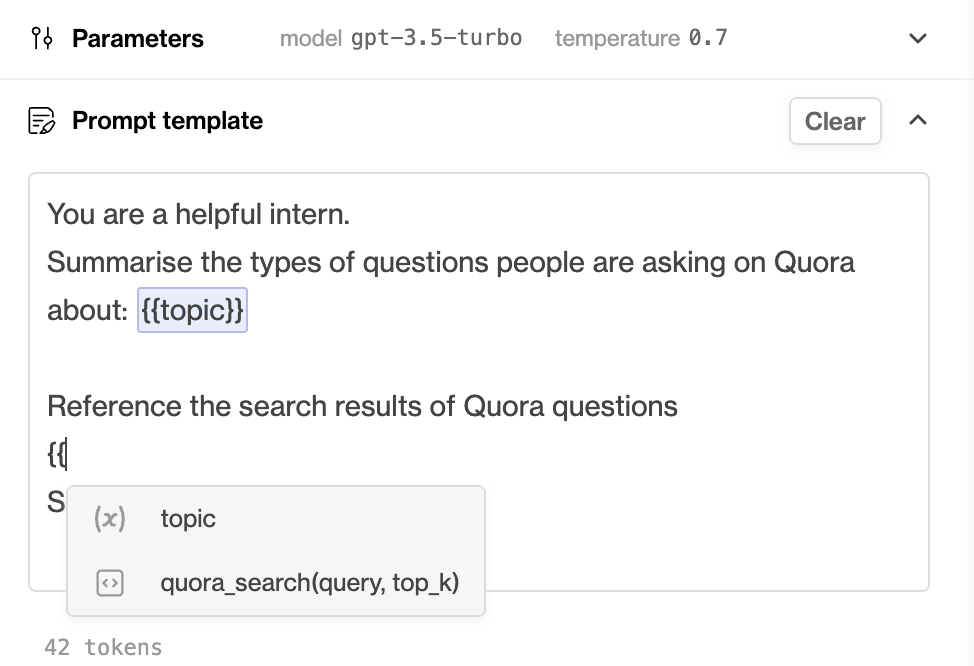 Parameters model gpt-3.5-turbo temperature 0.7
Prompt template Clear
You are a helpful intern.
Summarise the types of questions people are asking on Quora
about: {{topic}}
Reference the search results of Quora questions
{{
S
(x) topic
<> quora_search(query, top_k)
42 tokens